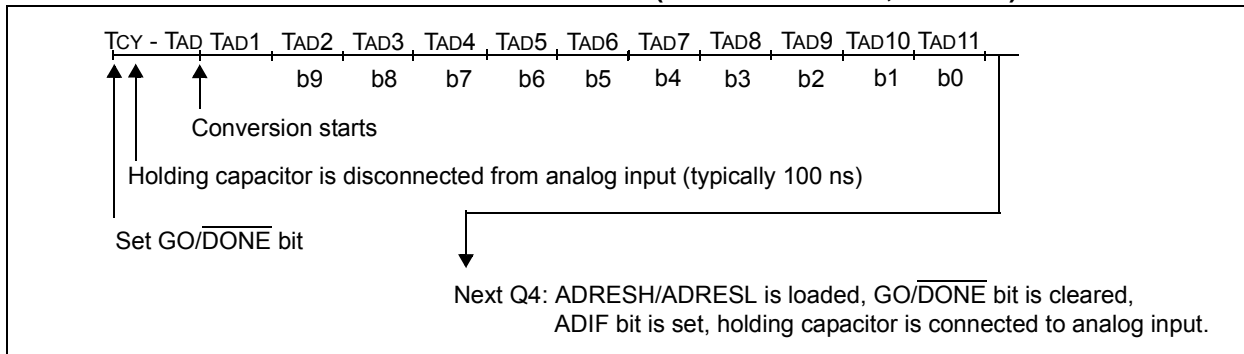 TCY - TAD TAD1 TAD2 TAD3 TAD4 TAD5 TAD6 TAD7 TAD8 TAD9 TAD10 TAD11
b9 b8 b7 b6 b5 b4 b3 b2 b1 b0
Conversion starts
Holding capacitor is disconnected from analog input (typically 100 ns)
Set GO/DONE bit
Next Q4: ADRESH/ADRESL is loaded, GO/DONE bit is cleared,
ADIF bit is set, holding capacitor is connected to analog input.